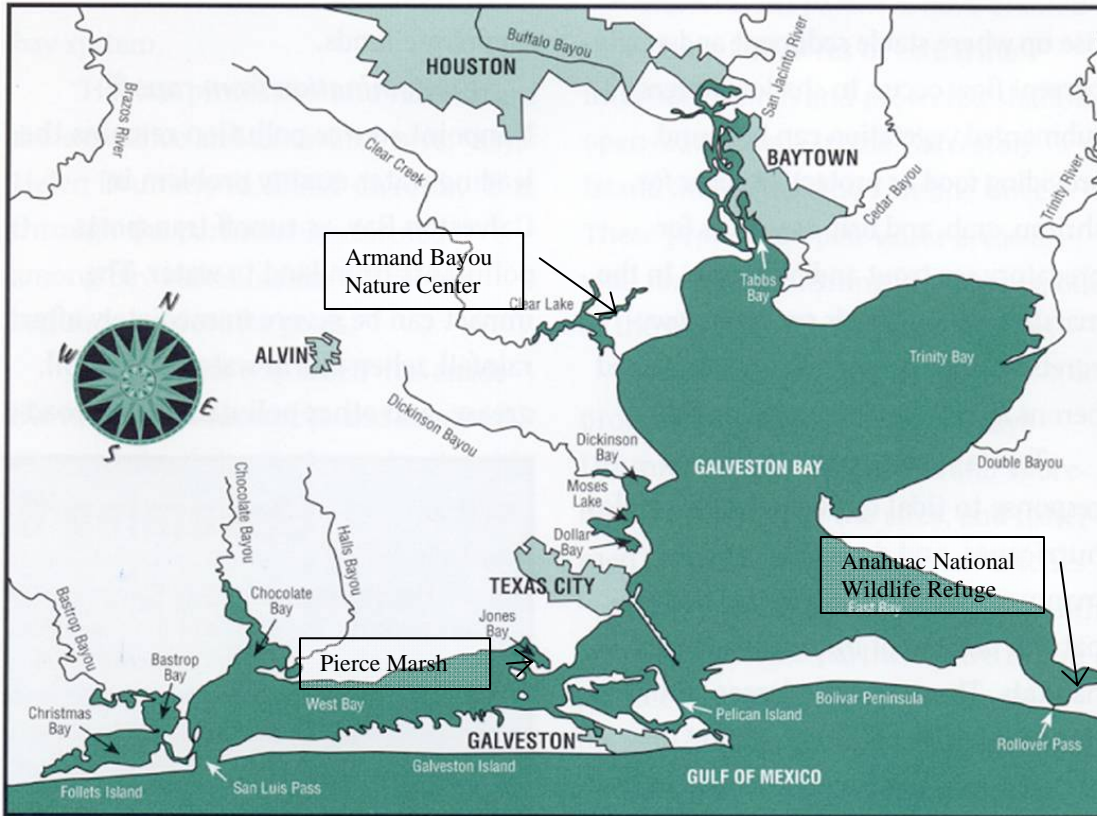 HOUSTON
Buffalo Bayou
San Jacinto River
Brazos River
Clear Creek
BAYTOWN
Cedar Bayou
Trinity River
Armand Bayou
Nature Center
Clear Lake
Tabbs
Bay
Trinity Bay
N
W
E
S
ALVIN
Dickinson Bayou
Dickinson
Bay
GALVESTON BAY
Double Bayou
Moses
Lake
Dollar
Bay
Chocolate Bayou
Halls Bayou
TEXAS CITY
Anahuac National
Wildlife Refuge
East Bay
Bastrop Bayou
Chocolate
Bay
Jones
Bay
Pierce Marsh
Bastrop
Bay
West Bay
Bolivar Peninsula
Christmas
Bay
Pelican Island
GALVESTON
Rollover Pass
Galveston Island
GULF OF MEXICO
Follets Island
San Luis Pass